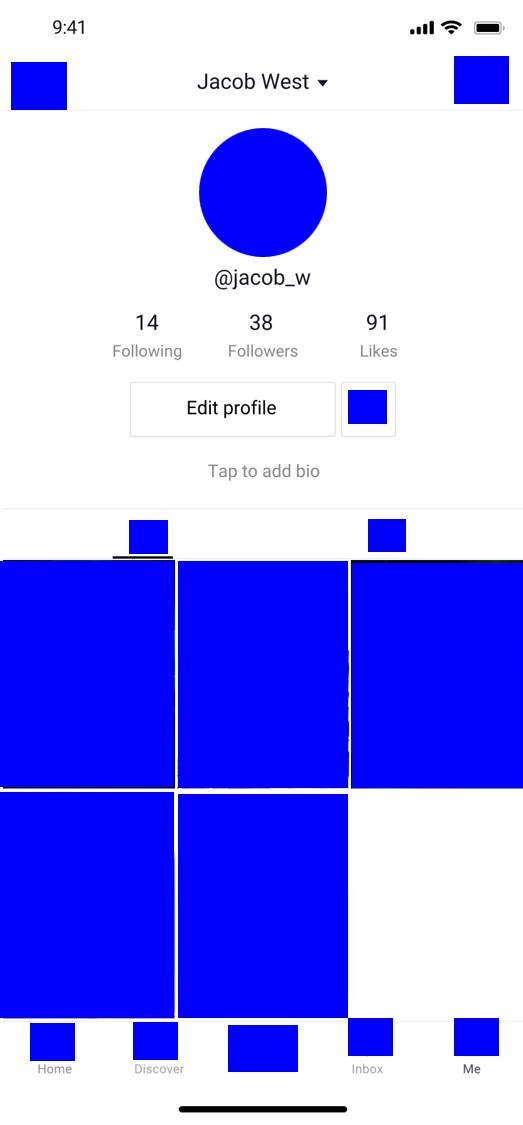 9:41
Jacob West
@jacob_w
14 38 91
Following Followers Likes
Edit profile
Tap to add bio
Home Discover Inbox Me